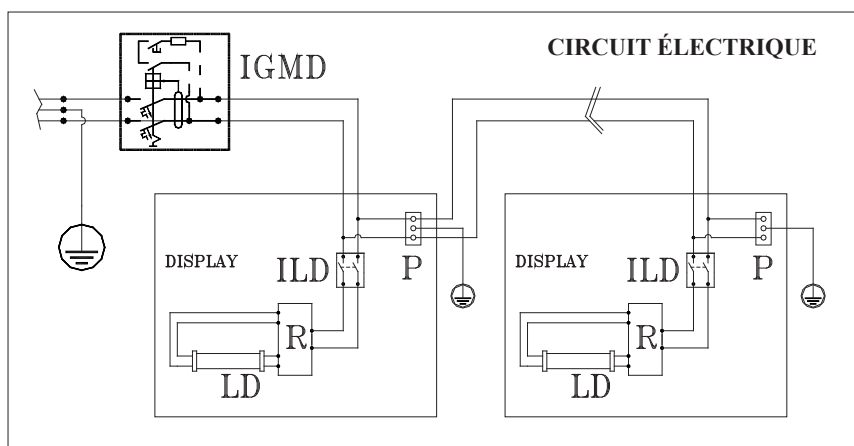 CIRCUIT ÉLECTRIQUE
IGMD
DISPLAY
ILD
P
R
LD
DISPLAY
ILD
P
R
LD